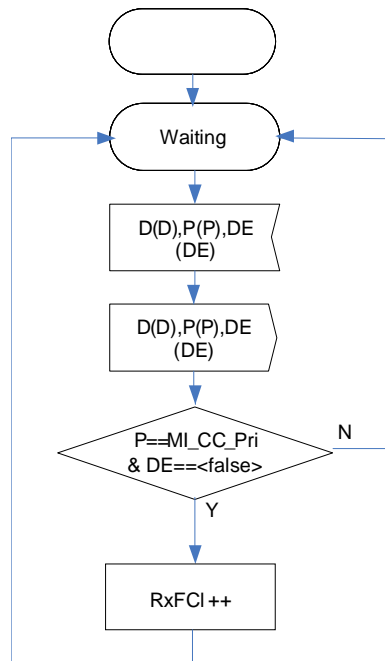 Waiting
D(D),P(P),DE
(DE)
D(D),P(P),DE
(DE)
P==MI_CC_Pri
& DE==<false>
N
Y
RxFCl ++